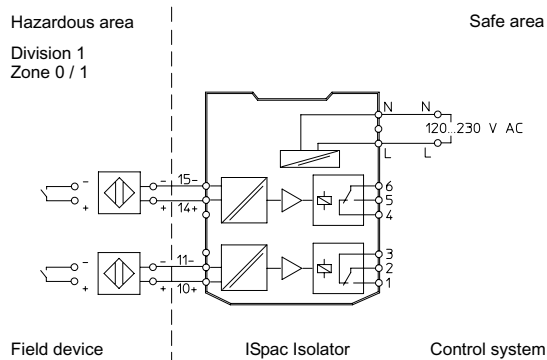 Hazardous area
Safe area
Division 1
Zone 0 / 1
N N
120...230 V AC
L L
- - 15-
+ + 14+
6
5
4
- - 11-
+ + 10+
3
2
1
Field device
ISpac Isolator
Control system